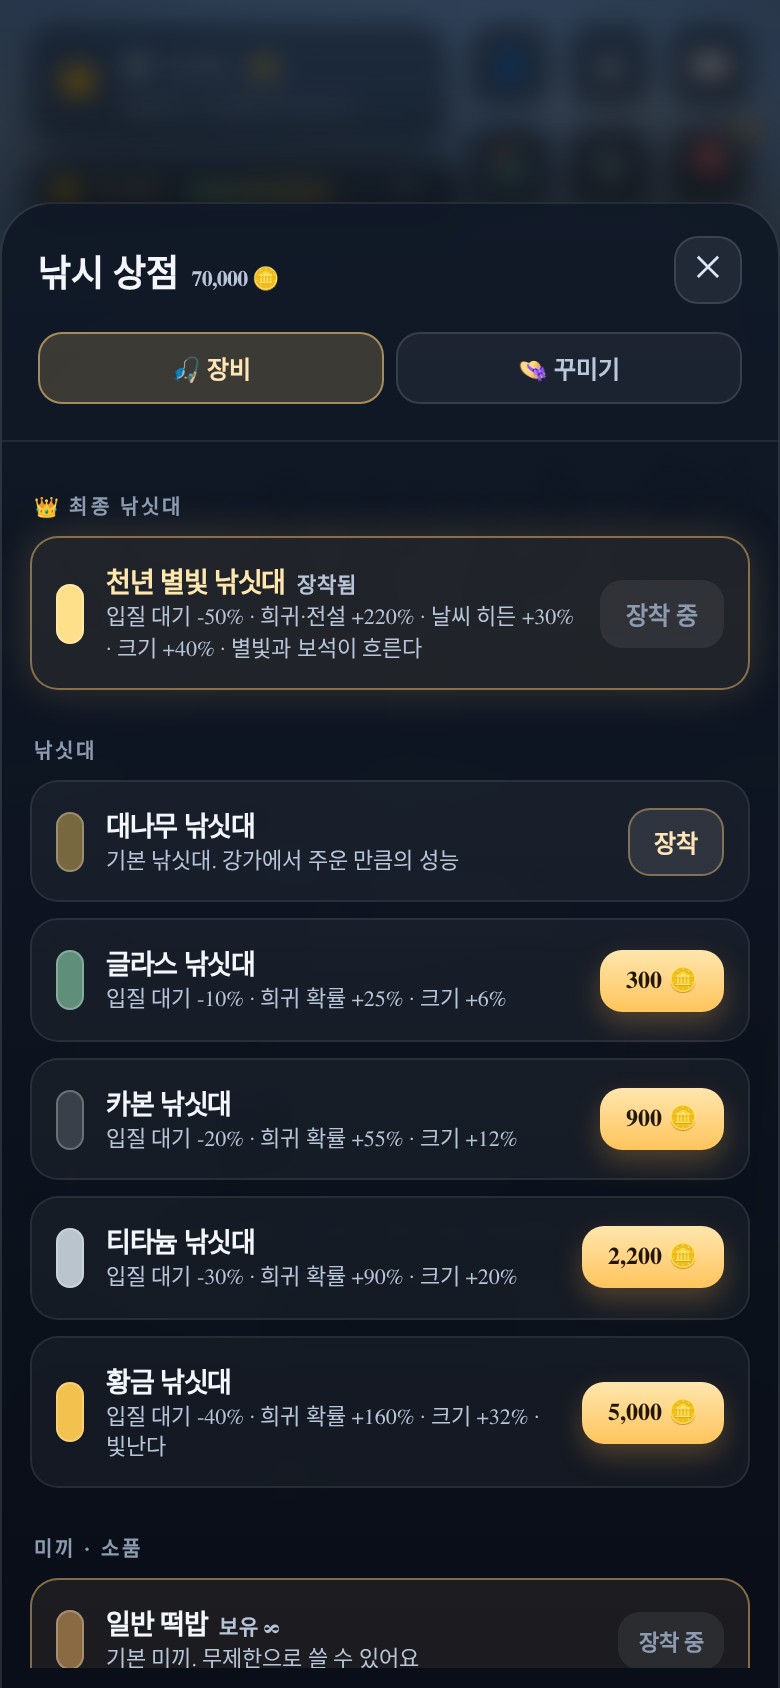 낚시 상점 70,000 🪙
🎣 장비
👒 꾸미기
👑 최종 낚싯대
천년 별빛 낚싯대 장착됨
입질 대기 -50% · 희귀·전설 +220% · 날씨 히든 +30%
· 크기 +40% · 별빛과 보석이 흐른다
장착 중
낚싯대
대나무 낚싯대
기본 낚싯대. 강가에서 주운 만큼의 성능
장착
글라스 낚싯대
입질 대기 -10% · 희귀 확률 +25% · 크기 +6%
300 🪙
카본 낚싯대
입질 대기 -20% · 희귀 확률 +55% · 크기 +12%
900 🪙
티타늄 낚싯대
입질 대기 -30% · 희귀 확률 +90% · 크기 +20%
2,200 🪙
황금 낚싯대
입질 대기 -40% · 희귀 확률 +160% · 크기 +32% ·
빛난다
5,000 🪙
미끼 · 소품
일반 떡밥 보유 ∞
기본 미끼. 무제한으로 쓸 수 있어요
장착 중